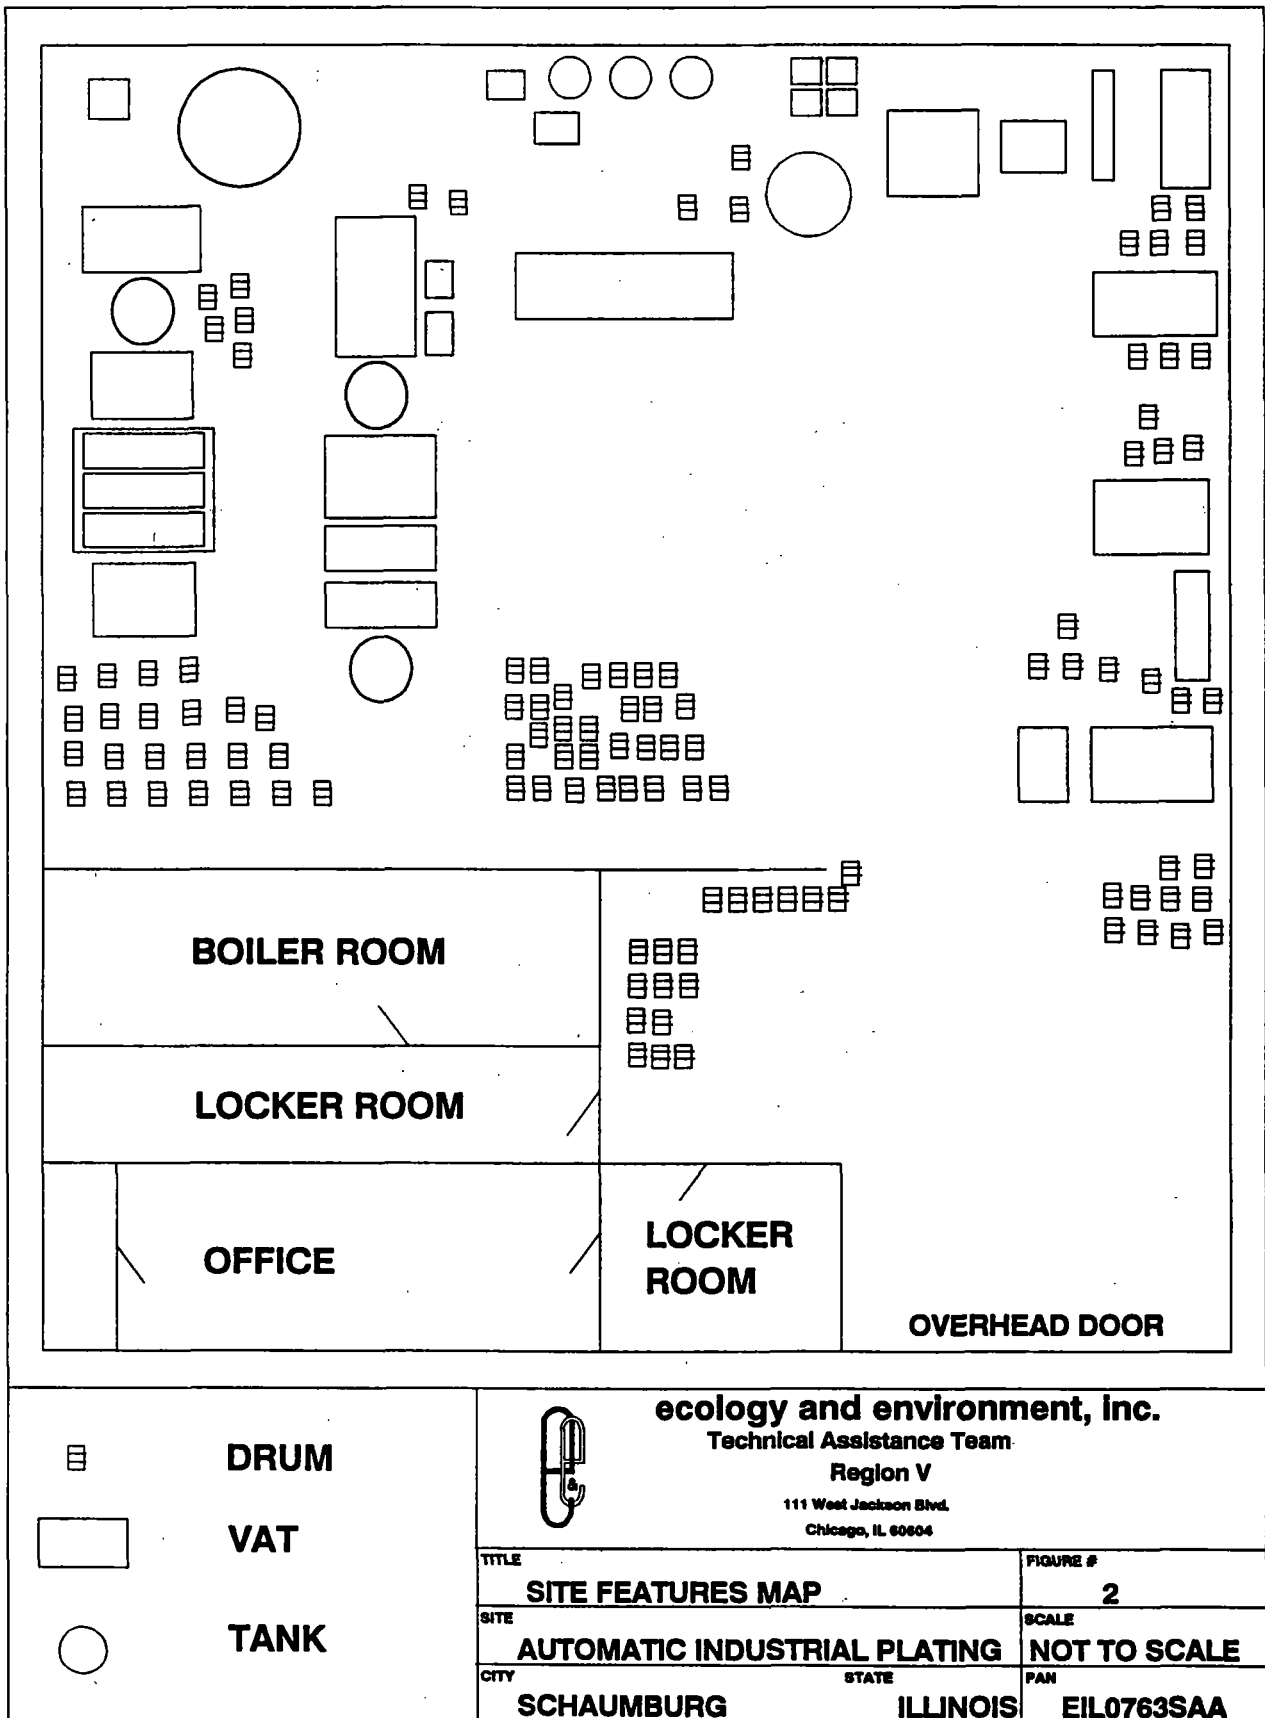 BOILER ROOM
LOCKER ROOM
OFFICE
LOCKER
ROOM
OVERHEAD DOOR
DRUM
VAT
TANK
&
ecology and environment, inc.
Technical Assistance Team
Region V
111 West Jackson Blvd.
Chicago, IL 60604
TITLE
SITE FEATURES MAP
FIGURE #
2
SITE
AUTOMATIC INDUSTRIAL PLATING
SCALE
NOT TO SCALE
CITY
SCHAUMBURG
STATE
ILLINOIS
PAN
EIL0763SAA